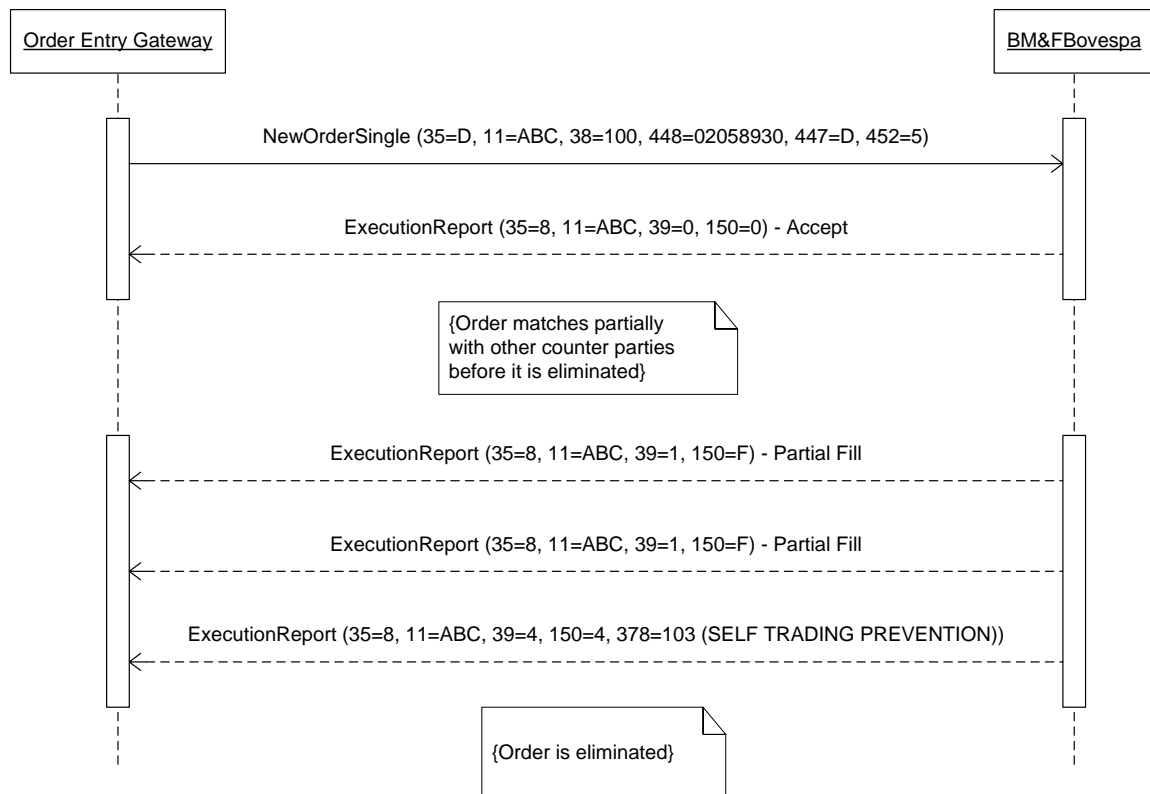 Order Entry Gateway
BM&FBovespa
NewOrderSingle (35=D, 11=ABC, 38=100, 448=02058930, 447=D, 452=5)
ExecutionReport (35=8, 11=ABC, 39=0, 150=0) - Accept
{Order matches partially
with other counter parties
before it is eliminated}
ExecutionReport (35=8, 11=ABC, 39=1, 150=F) - Partial Fill
ExecutionReport (35=8, 11=ABC, 39=1, 150=F) - Partial Fill
ExecutionReport (35=8, 11=ABC, 39=4, 150=4, 378=103 (SELF TRADING PREVENTION))
{Order is eliminated}